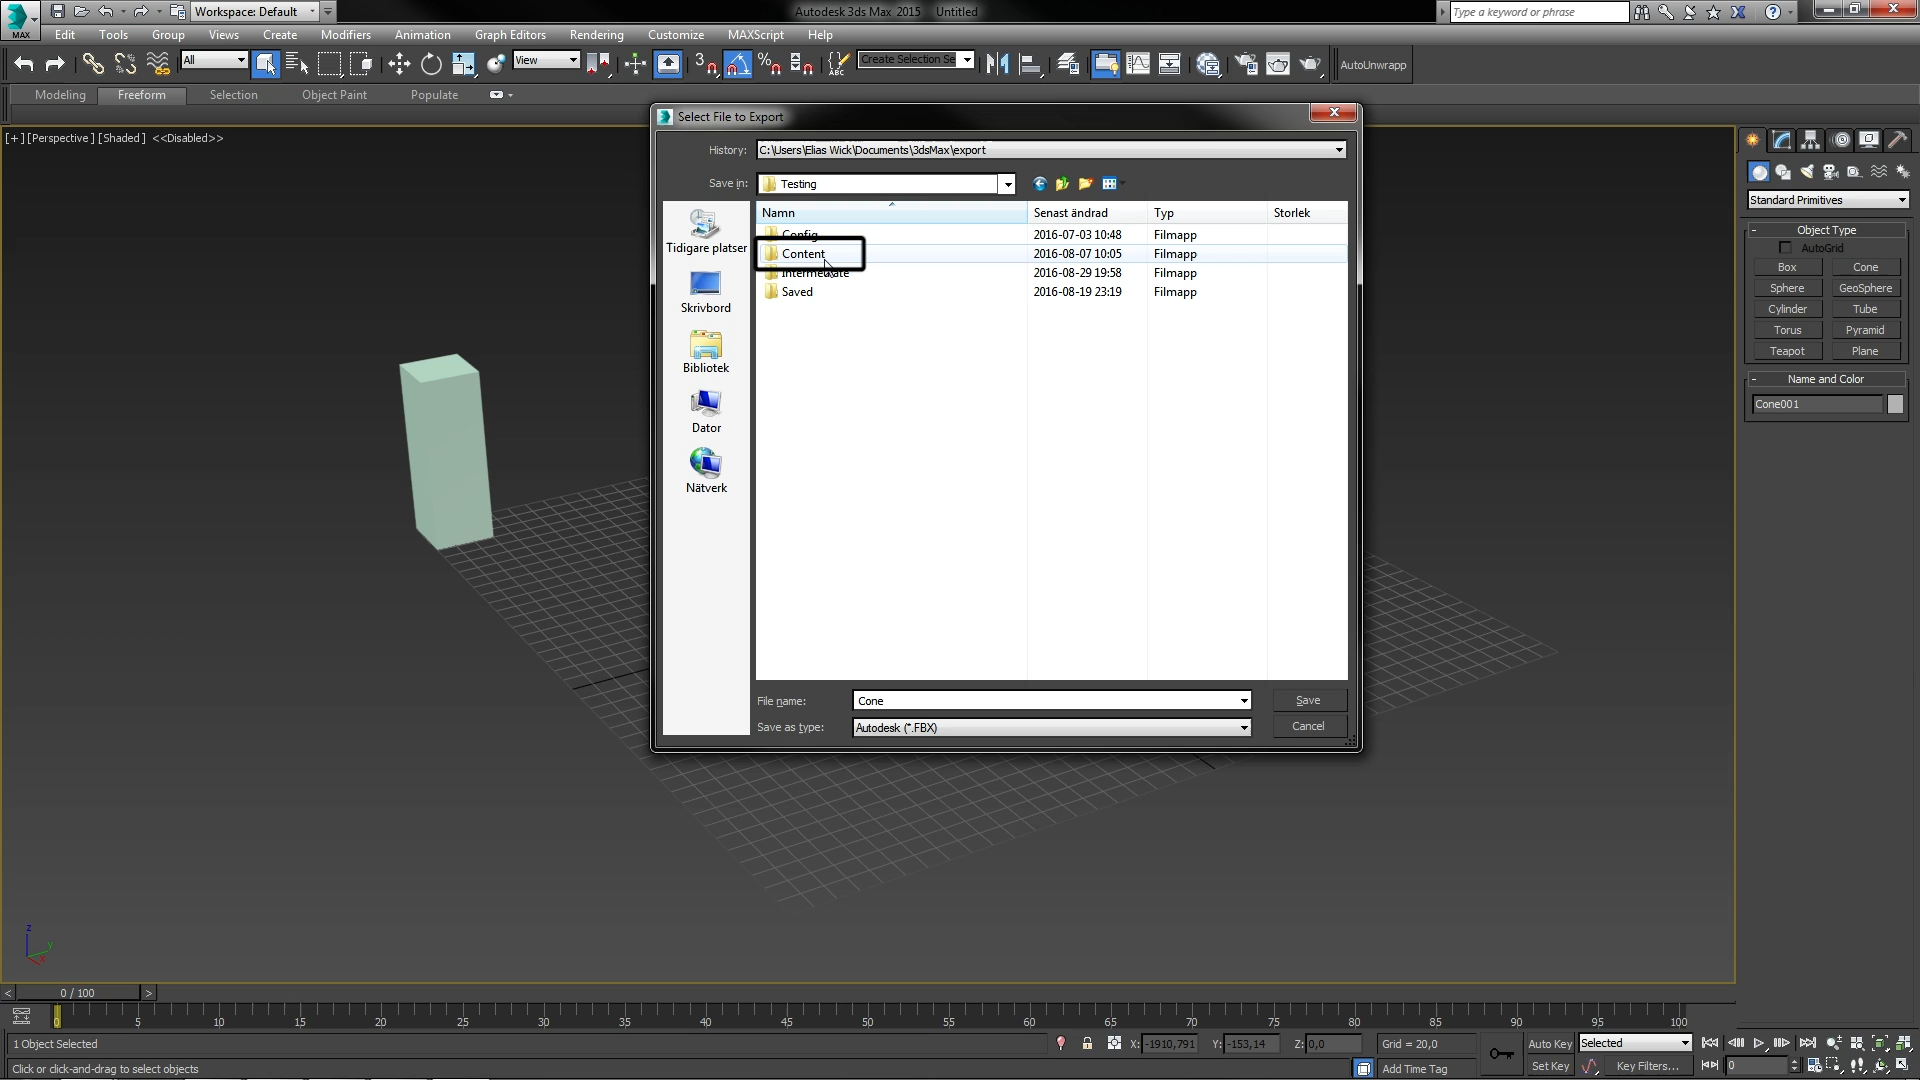 Workspace: Default
Autodesk 3ds Max 2015 Untitled
Type a keyword or phrase
MAX
Edit Tools Group Views Create Modifiers Animation Graph Editors Rendering Customize MAXScript Help
All
View
3
%
ABC
Create Selection Se
AutoUnwrapp
Modeling Freeform Selection Object Paint Populate
[+][Perspective][Shaded] <<Disabled>>
Select File to Export
History: C:\Users\Elias Wick\Documents\3dsMax\export
Save in: Testing
Namn Senast ändrad Typ Storlek
Config 2016-07-03 10:48 Filmapp
Content 2016-08-07 10:05 Filmapp
Intermediate 2016-08-29 19:58 Filmapp
Saved 2016-08-19 23:19 Filmapp
Tidigare platser
Skrivbord
Bibliotek
Dator
Nätverk
File name: Cone Save
Save as type: Autodesk (*.FBX) Cancel
Standard Primitives
- Object Type
AutoGrid
Box Cone
Sphere GeoSphere
Cylinder Tube
Torus Pyramid
Teapot Plane
- Name and Color
Cone001
z
y
x
< 0 / 100 >
0 5 10 15 20 25 30 35 40 45 50 55 60 65 70 75 80 85 90 95 100
1 Object Selected X: -1910,791 Y: -153,14 Z: 0,0 Grid = 20,0 Auto Key Selected
Click or click-and-drag to select objects Add Time Tag Set Key Key Filters... 0